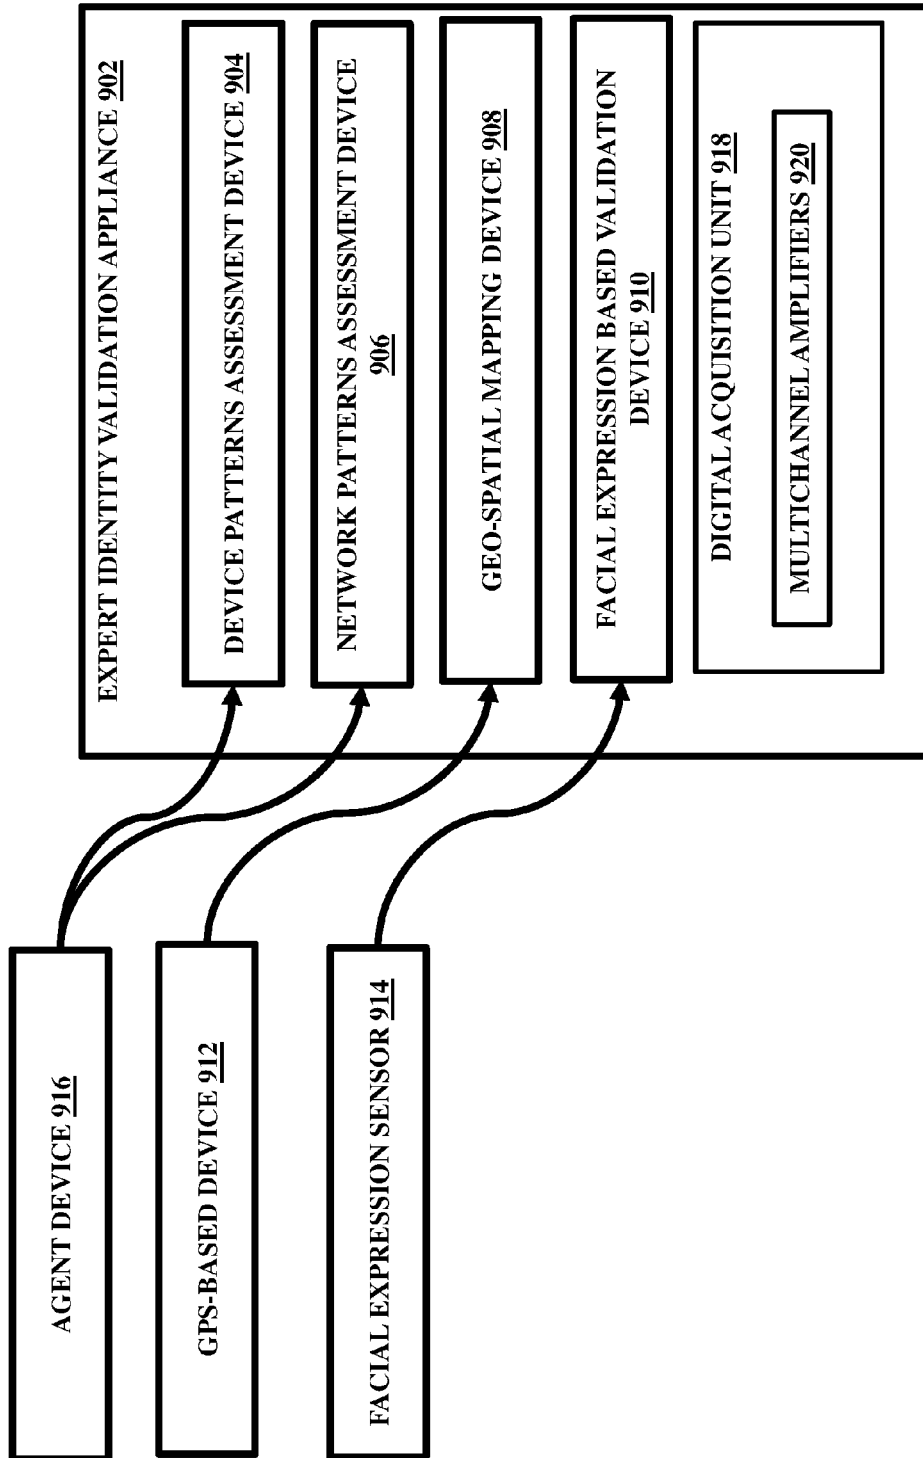 AGENT DEVICE 916
GPS-BASED DEVICE 912
FACIAL EXPRESSION SENSOR 914
EXPERT IDENTITY VALIDATION APPLIANCE 902
DEVICE PATTERNS ASSESSMENT DEVICE 904
NETWORK PATTERNS ASSESSMENT DEVICE
906
GEO-SPATIAL MAPPING DEVICE 908
FACIAL EXPRESSION BASED VALIDATION
DEVICE 910
DIGITAL ACQUISITION UNIT 918
MULTICHANNEL AMPLIFIERS 920